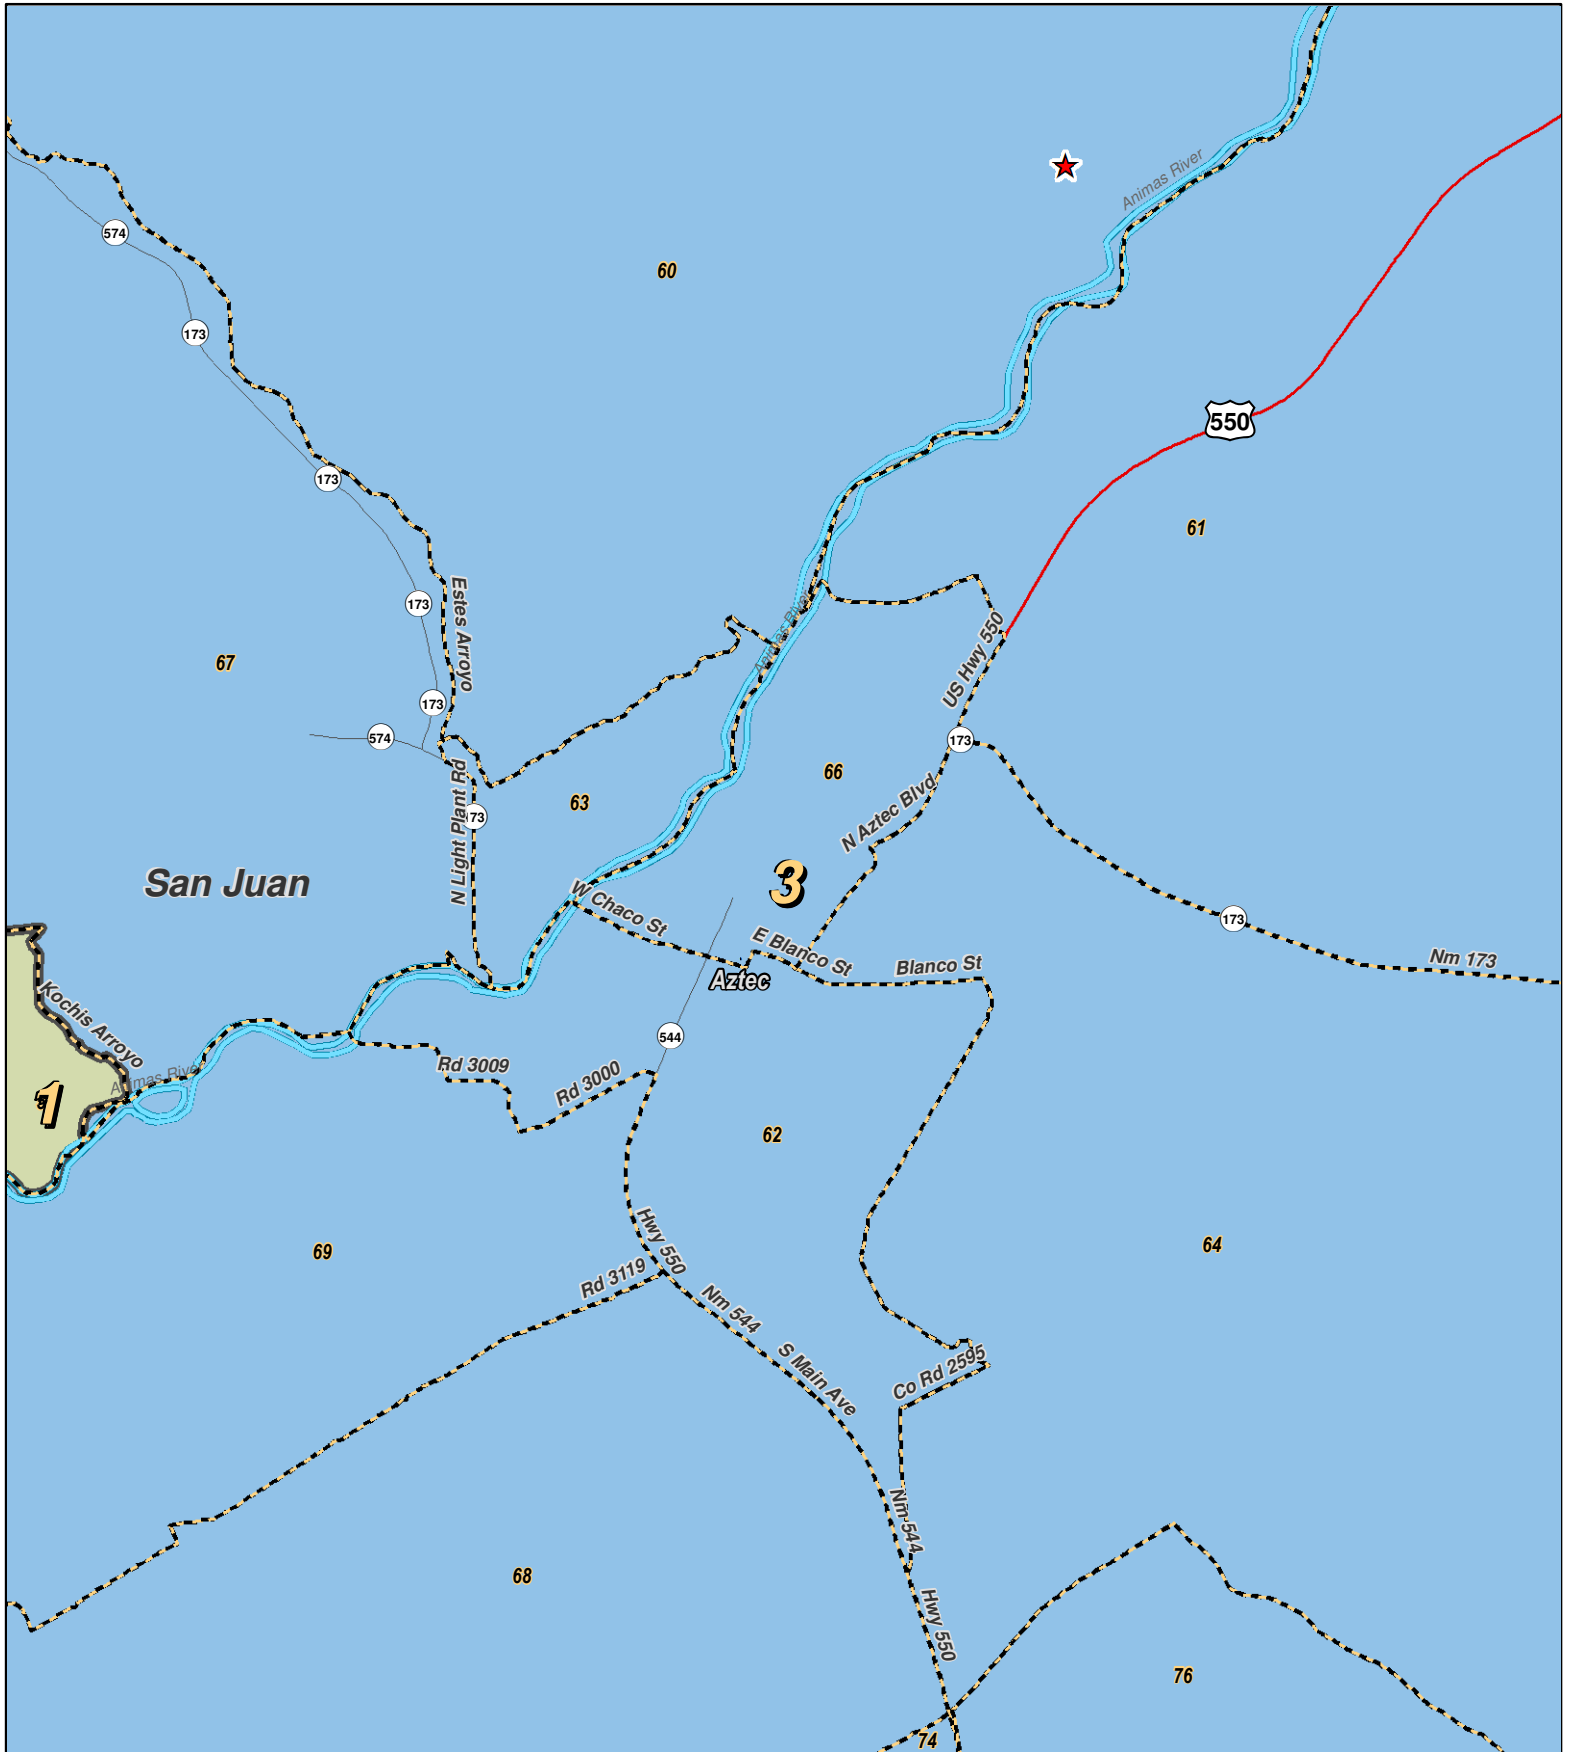 Animas River
574
60
173
550
173
61
173
Estes Arroyo
Animas River
US Hwy 550
67
173
574
173
N Light Plant Rd
66
63
N Aztec Blvd
San Juan
3
W Chaco St
173
E Blanco St
Blanco St
Nm 173
Aztec
Kochis Arroyo
544
Rd 3009
Rd 3000
Animas River
1
62
Hwy 550
69
64
Rd 3119
Nm 544
S Main Ave
Co Rd 2595
Nm 544
68
Hwy 550
76
74